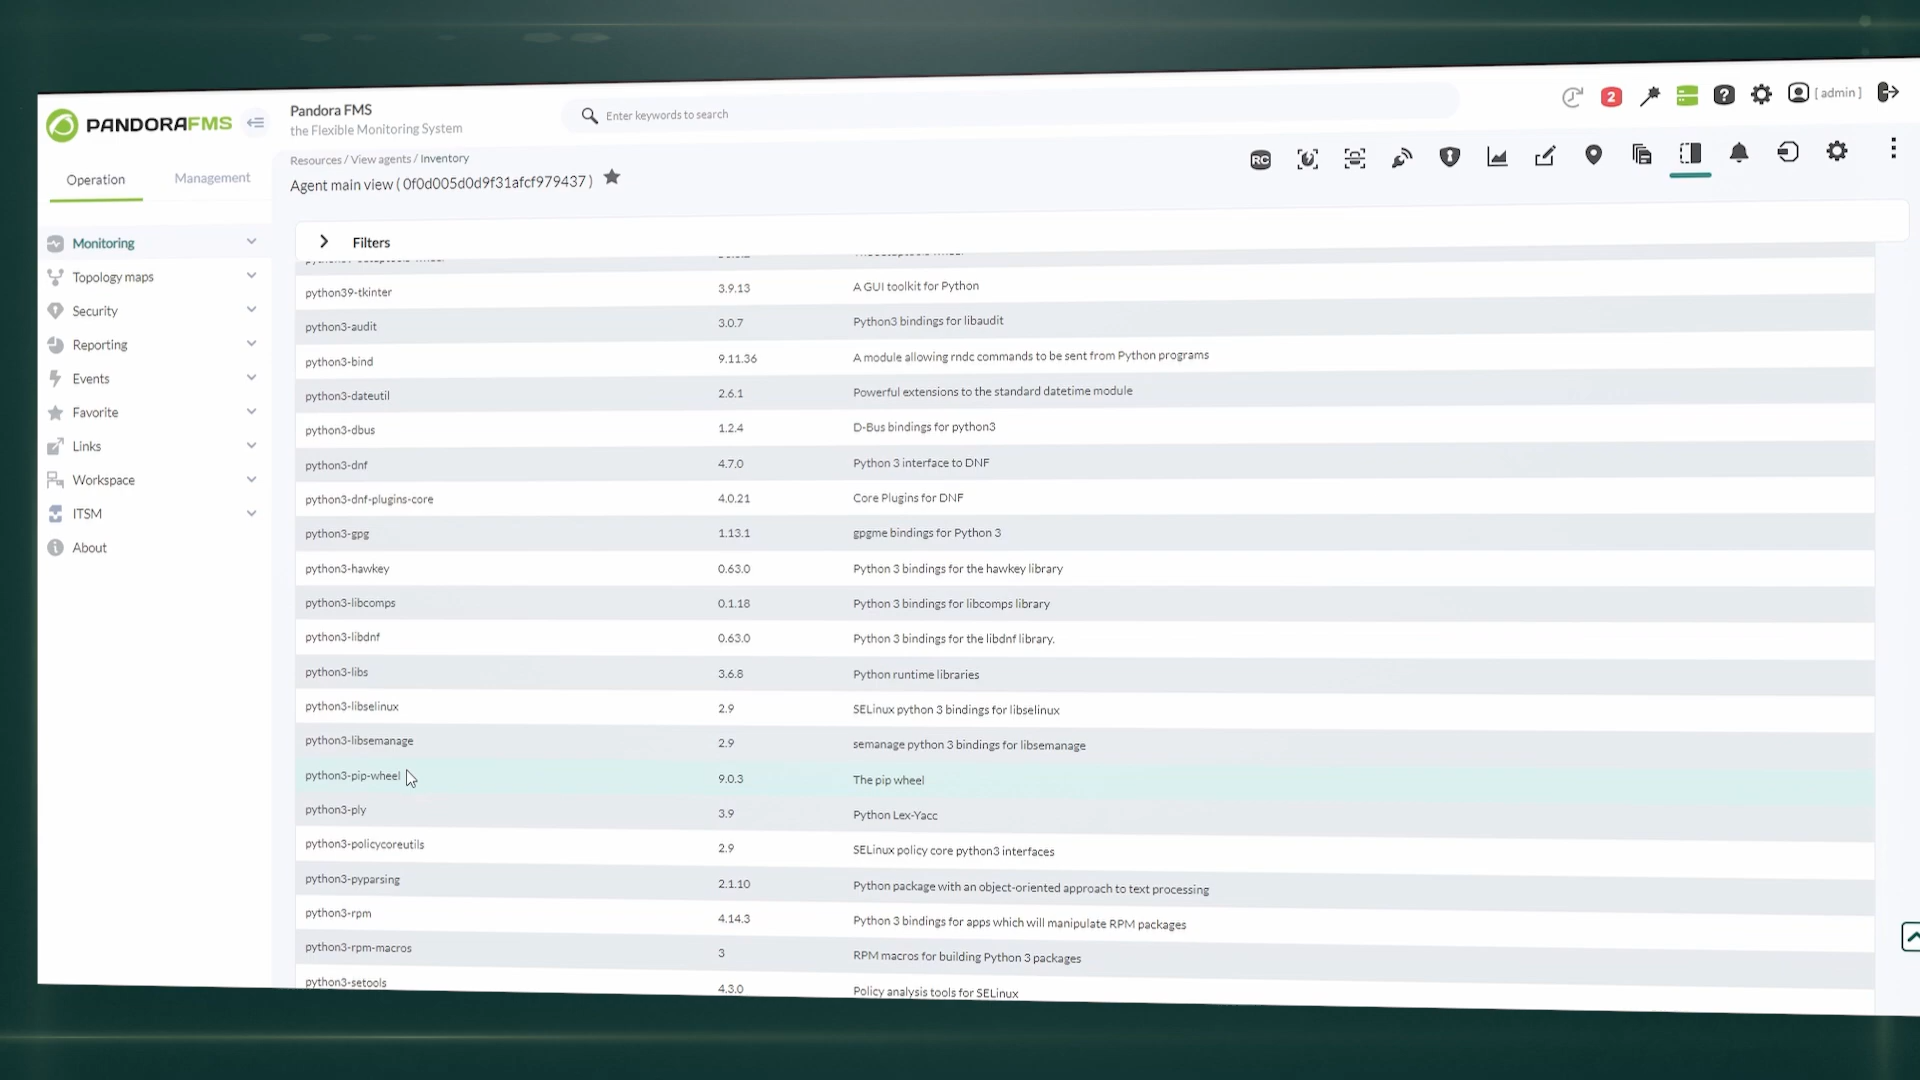 PANDORAFMS
Pandora FMS
the Flexible Monitoring System
Enter keywords to search
2
[ admin ]
Operation
Management
Resources / View agents / Inventory
Agent main view ( 0f0d005d0d9f31afcf979437 )
RC
Monitoring
Topology maps
Security
Reporting
Events
Favorite
Links
Workspace
ITSM
About
Filters
python39-tkinter 3.9.13 A GUI toolkit for Python
python3-audit 3.0.7 Python3 bindings for libaudit
python3-bind 9.11.36 A module allowing rndc commands to be sent from Python programs
python3-dateutil 2.6.1 Powerful extensions to the standard datetime module
python3-dbus 1.2.4 D-Bus bindings for python3
python3-dnf 4.7.0 Python 3 interface to DNF
python3-dnf-plugins-core 4.0.21 Core Plugins for DNF
python3-gpg 1.13.1 gpgme bindings for Python 3
python3-hawkey 0.63.0 Python 3 bindings for the hawkey library
python3-libcomps 0.1.18 Python 3 bindings for libcomps library
python3-libdnf 0.63.0 Python 3 bindings for the libdnf library.
python3-libs 3.6.8 Python runtime libraries
python3-libselinux 2.9 SELinux python 3 bindings for libselinux
python3-libsemanage 2.9 semanage python 3 bindings for libsemanage
python3-pip-wheel 9.0.3 The pip wheel
python3-ply 3.9 Python Lex-Yacc
python3-policycoreutils 2.9 SELinux policy core python3 interfaces
python3-pyparsing 2.1.10 Python package with an object-oriented approach to text processing
python3-rpm 4.14.3 Python 3 bindings for apps which will manipulate RPM packages
python3-rpm-macros 3 RPM macros for building Python 3 packages
python3-setools 4.3.0 Policy analysis tools for SELinux